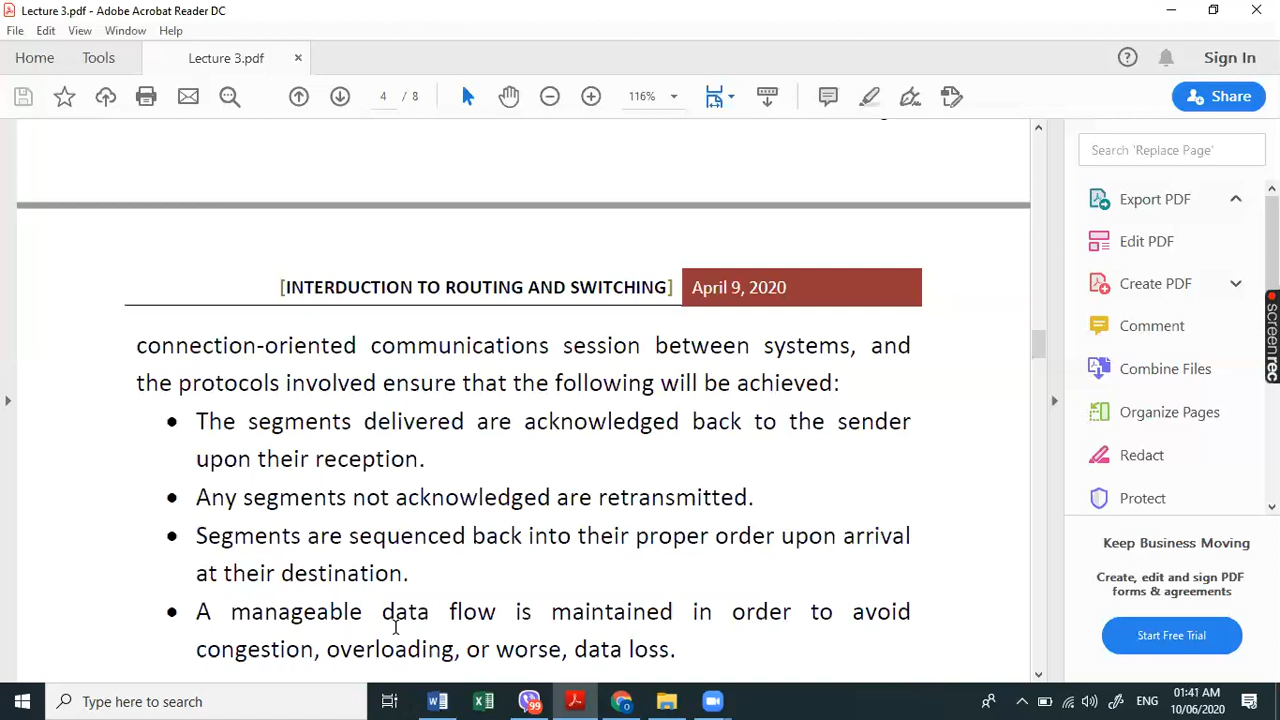 Lecture 3.pdf - Adobe Acrobat Reader DC
File Edit View Window Help
Home Tools Lecture 3.pdf Sign In
4 / 8 116% Share
Search 'Replace Page'
Export PDF
Edit PDF
Create PDF
Comment
Combine Files
Organize Pages
Redact
Protect
Keep Business Moving
Create, edit and sign PDF
forms & agreements
Start Free Trial
screenrec
[INTERDUCTION TO ROUTING AND SWITCHING] April 9, 2020
connection-oriented communications session between systems, and
the protocols involved ensure that the following will be achieved:
• The segments delivered are acknowledged back to the sender
upon their reception.
• Any segments not acknowledged are retransmitted.
• Segments are sequenced back into their proper order upon arrival
at their destination.
• A manageable data flow is maintained in order to avoid
congestion, overloading, or worse, data loss.
Type here to search
99
ENG
01:41 AM
10/06/2020